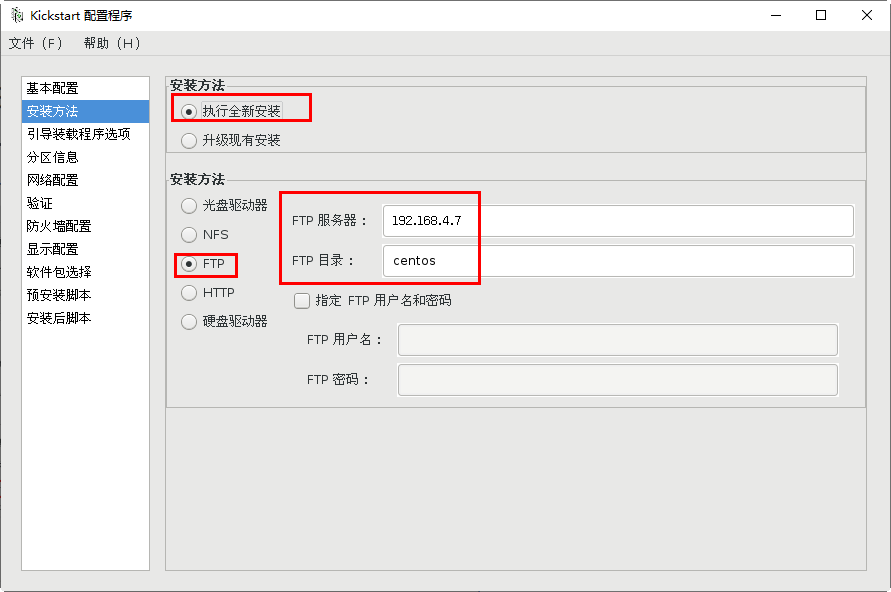 Kickstart 配置程序
文件（F） 帮助（H）
基本配置
安装方法
引导装载程序选项
分区信息
网络配置
验证
防火墙配置
显示配置
软件包选择
预安装脚本
安装后脚本
安装方法
执行全新安装
升级现有安装
安装方法
光盘驱动器
NFS
FTP
HTTP
硬盘驱动器
FTP 服务器： 192.168.4.7
FTP 目录： centos
指定 FTP 用户名和密码
FTP 用户名：
FTP 密码：